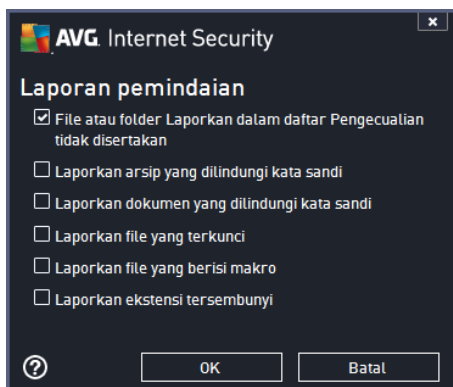 AVG. Internet Security
Laporan pemindaian
File atau folder Laporkan dalam daftar Pengecualian
tidak disertakan
Laporkan arsip yang dilindungi kata sandi
Laporkan dokumen yang dilindungi kata sandi
Laporkan file yang terkunci
Laporkan file yang berisi makro
Laporkan ekstensi tersembunyi
OK
Batal